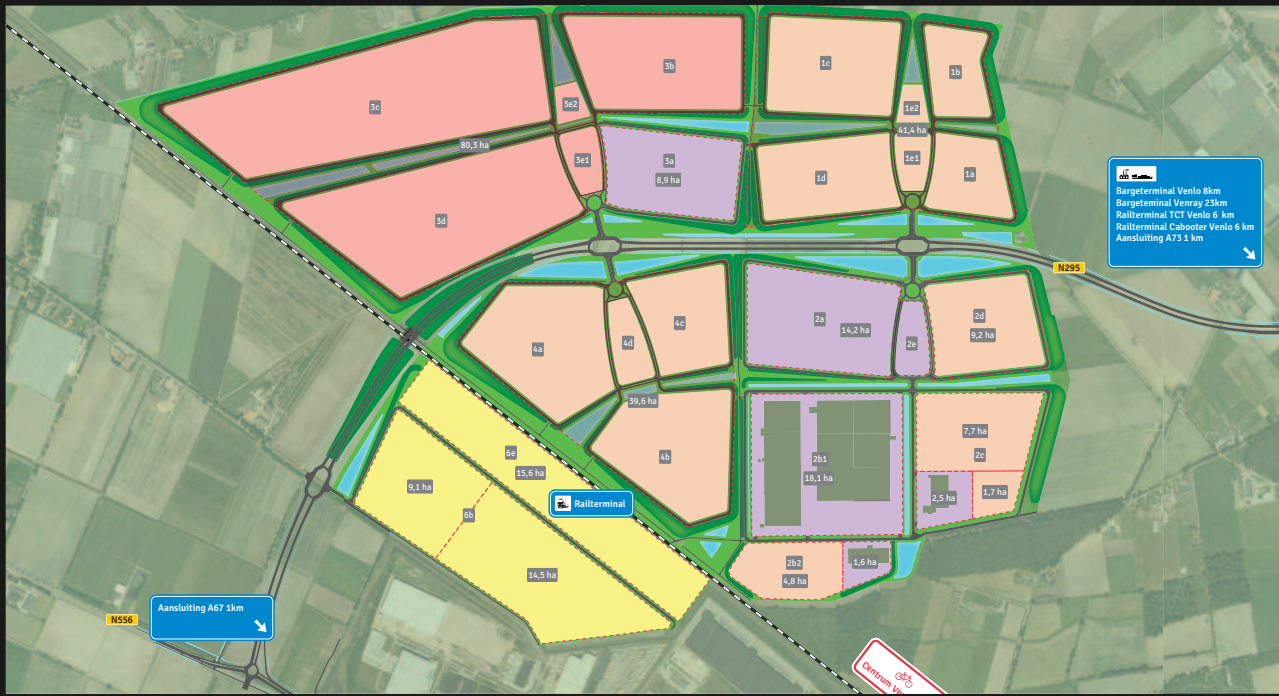 3c
3b
1c
1b
3e2
1e2
80,3 ha
41,4 ha
3e1
3a
8,9 ha
1d
1e1
1a
3d
Bargeterminal Venlo 8km
Bargeteminal Venray 23km
Railterminal TCT Venlo 6 km
Railterminal Cabooter Venlo 6 km
Aansluiting A73 1 km
N295
4a
4d
4c
2a
14,2 ha
2e
2d
9,2 ha
39,6 ha
4b
2b1
18,1 ha
7,7 ha
2c
2,5 ha
1,7 ha
6e
15,6 ha
9,1 ha
6b
Railterminal
14,5 ha
2b2
4,8 ha
1,6 ha
Aansluiting A67 1km
N556
Centrum